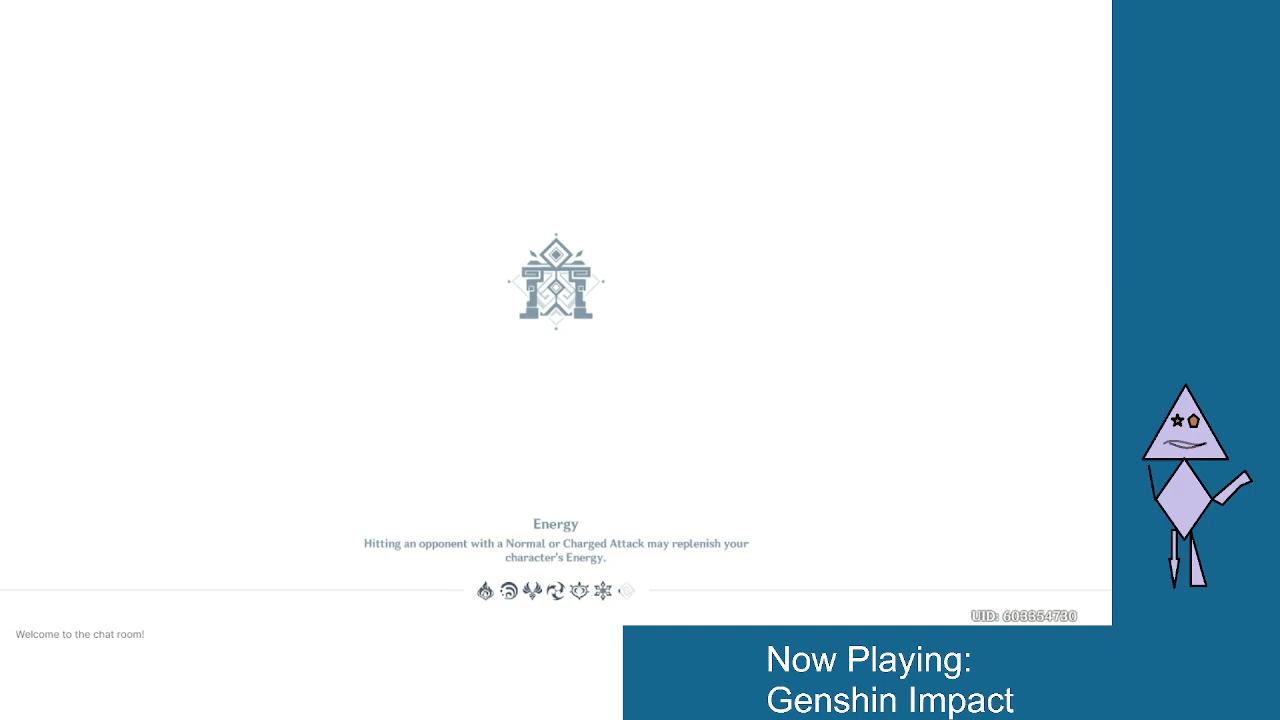 Energy
Hitting an opponent with a Normal or Charged Attack may replenish your
character's Energy.
UID: 603354730
Welcome to the chat room!
Now Playing:
Genshin Impact